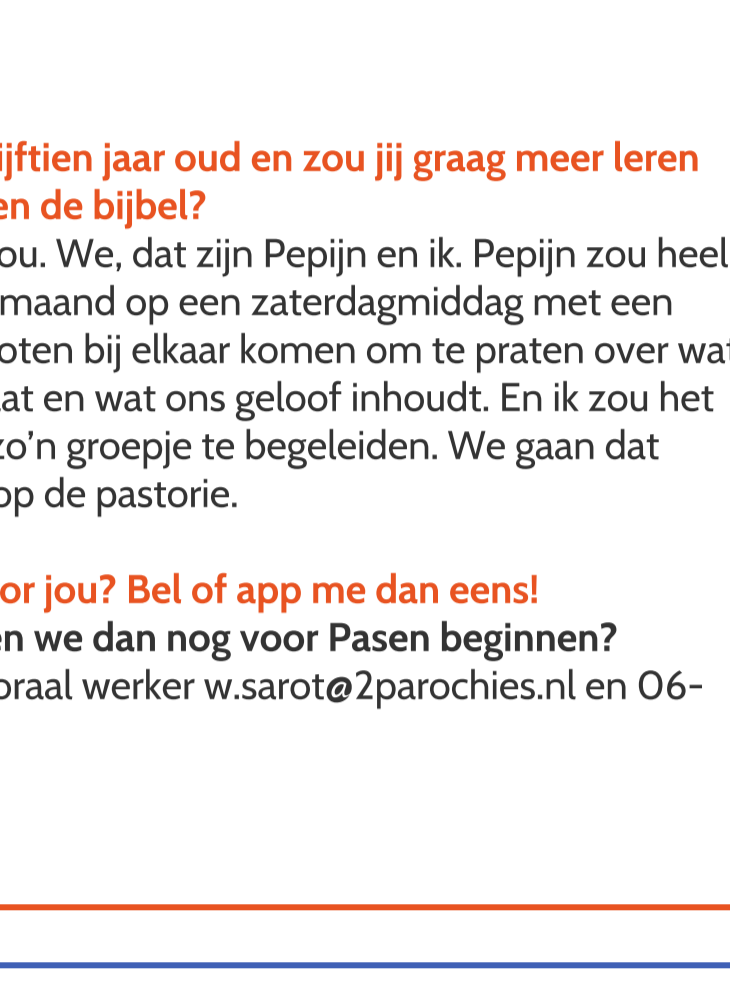 ijftien jaar oud en zou jij graag meer leren
en de bijbel?
ou. We, dat zijn Pepijn en ik. Pepijn zou heel
maand op een zaterdagmiddag met een
oten bij elkaar komen om te praten over wat
at en wat ons geloof inhoudt. En ik zou het
zo’n groepje te begeleiden. We gaan dat
op de pastorie.
or jou? Bel of app me dan eens!
en we dan nog voor Pasen beginnen?
oraal werker w.sarot@2parochies.nl en 06-